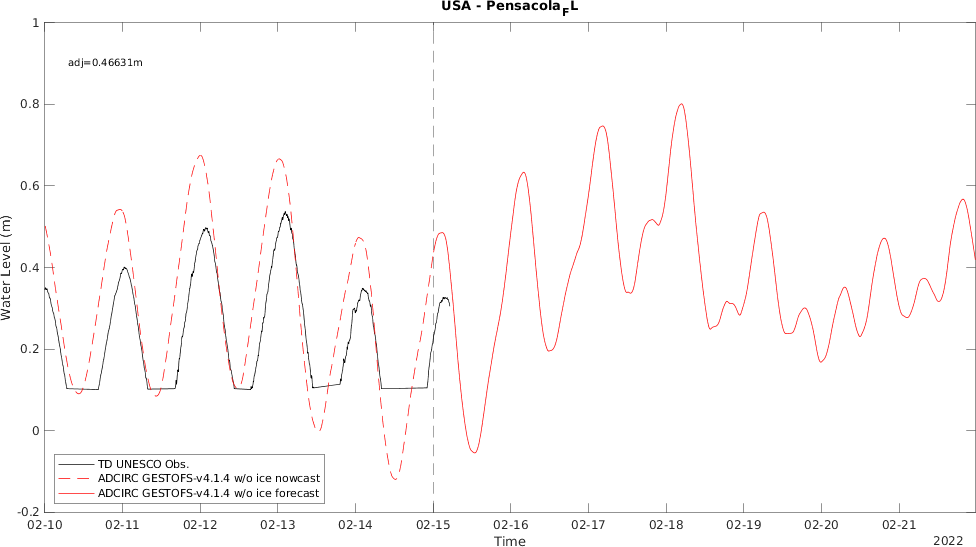 USA - Pensacola_FL
adj=0.46631m
1
0.8
0.6
0.4
0.2
0
-0.2
Water Level (m)
TD UNESCO Obs.
ADCIRC GESTOFS-v4.1.4 w/o ice nowcast
ADCIRC GESTOFS-v4.1.4 w/o ice forecast
02-10 02-11 02-12 02-13 02-14 02-15 02-16 02-17 02-18 02-19 02-20 02-21
Time
2022